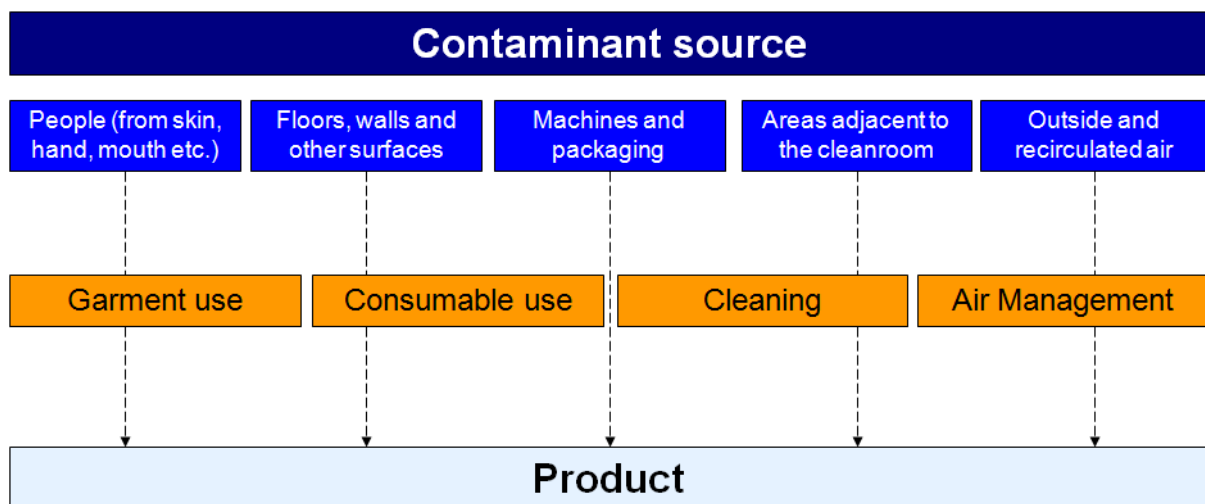 Contaminant source
People (from skin,
hand, mouth etc.)
Floors, walls and
other surfaces
Machines and
packaging
Areas adjacent to
the cleanroom
Outside and
recirculated air
Garment use
Consumable use
Cleaning
Air Management
Product